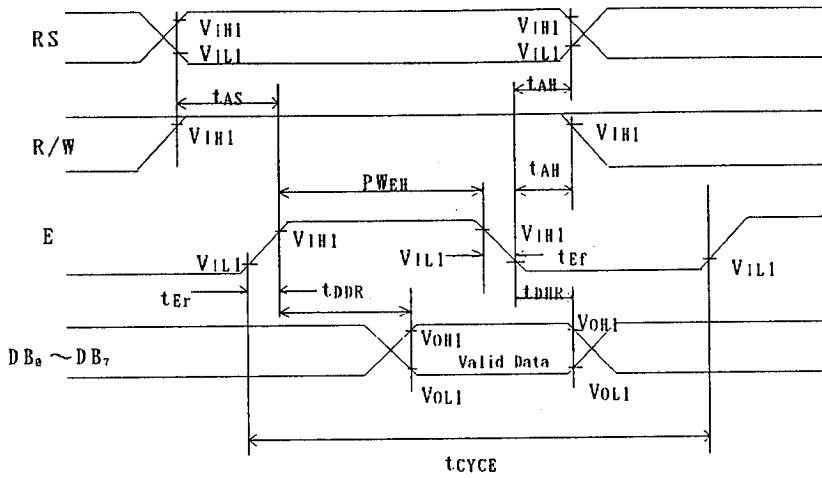 RS VIH1 VIH1
VIL1 VIL1
tAS tAH
R/W VIH1 VIH1
PWEH tAH
E VIH1 VIH1
VIL1 VIL1 tEf VIL1
tEr tDDR tDHR
VOH1 VOH1
DB0～DB7 Valid Data
VOL1 VOL1
tCYCE